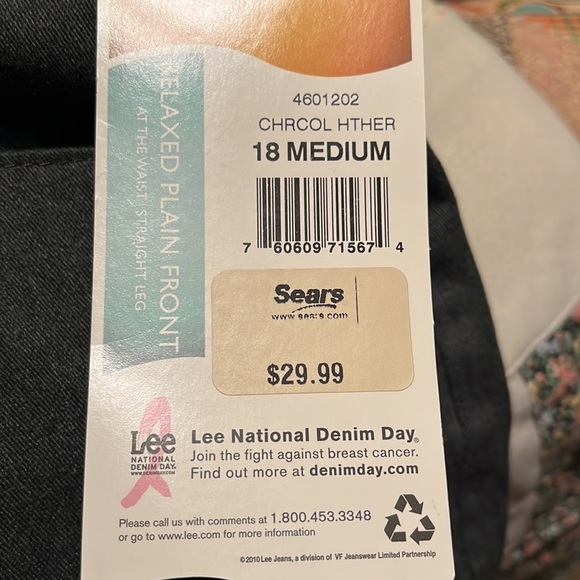 RELAXED PLAIN FRONT
AT THE WAIST STRAIGHT LEG
4601202
CHRCOL HTHER
18 MEDIUM
7 60609 71567 4
Sears
www.sears.com
$29.99
Lee
NATIONAL
DENIM DAY®
WWW.DENIMDAY.COM
Lee National Denim Day®
Join the fight against breast cancer.
Find out more at denimday.com
Please call us with comments at 1.800.453.3348
or go to www.lee.com for more information
©2010 Lee Jeans, a division of VF Jeanswear Limited Partnership